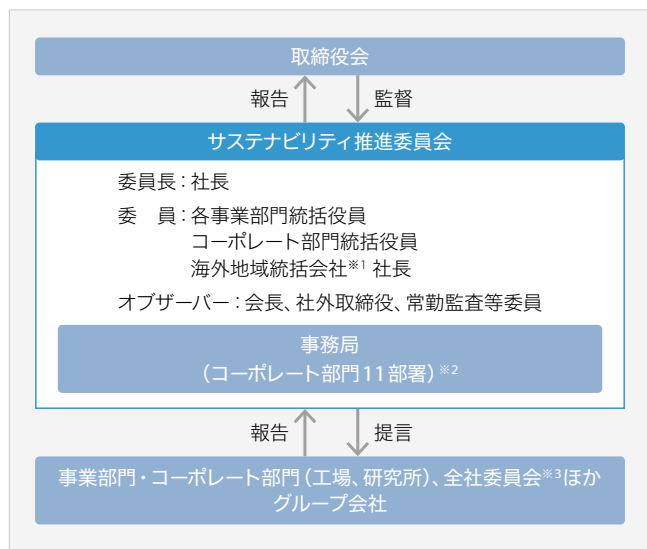 取締役会
報告 監督
サステナビリティ推進委員会
委員長：社長
委　員：各事業部門統括役員
コーポレート部門統括役員
海外地域統括会社※1 社長
オブザーバー：会長、社外取締役、常勤監査等委員
事務局
（コーポレート部門11部署）※2
報告 提言
事業部門・コーポレート部門（工場、研究所）、全社委員会※3ほか
グループ会社